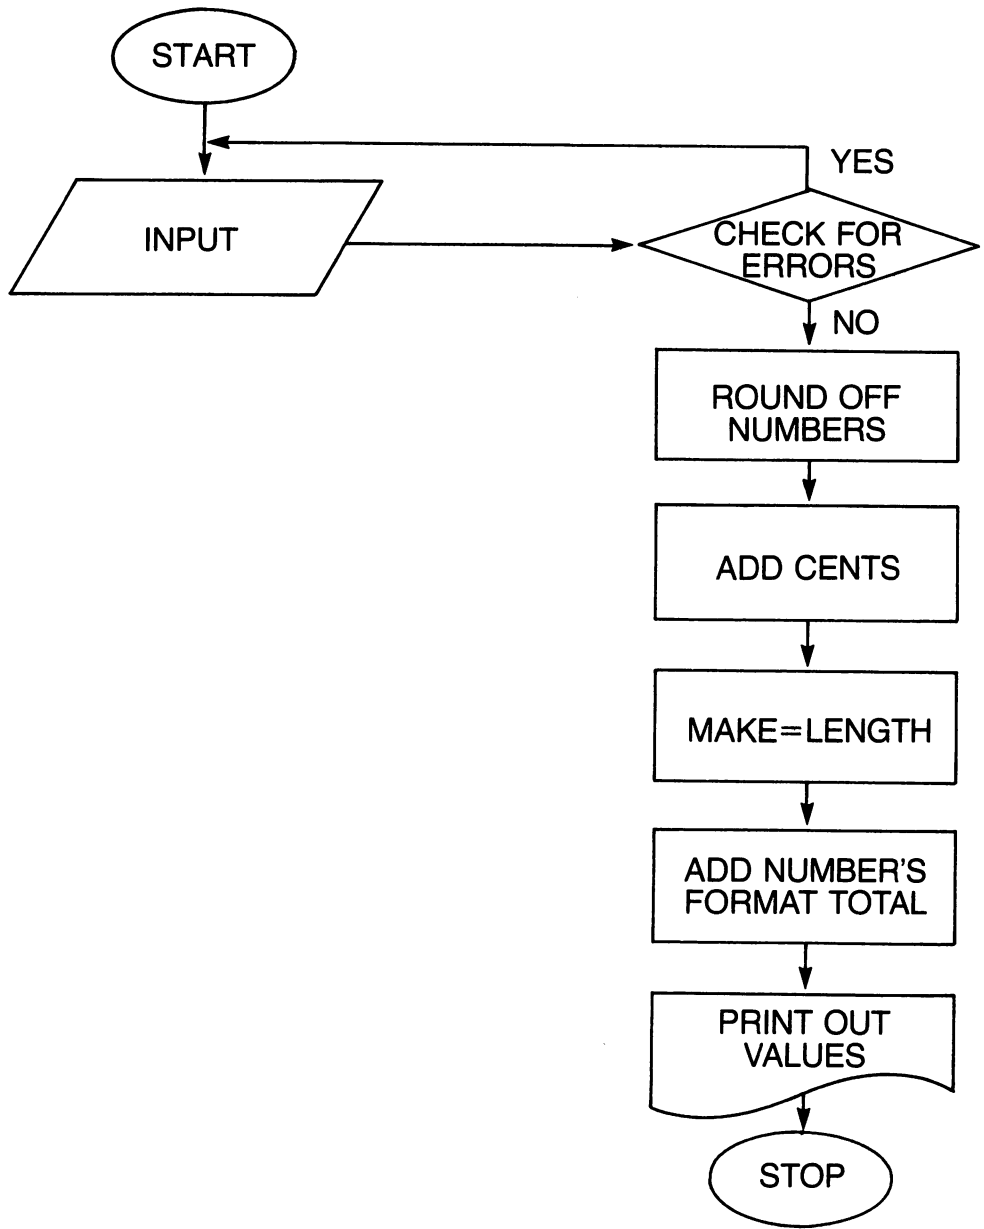 START
YES
INPUT
CHECK FOR
ERRORS
NO
ROUND OFF
NUMBERS
ADD CENTS
MAKE=LENGTH
ADD NUMBER'S
FORMAT TOTAL
PRINT OUT
VALUES
STOP